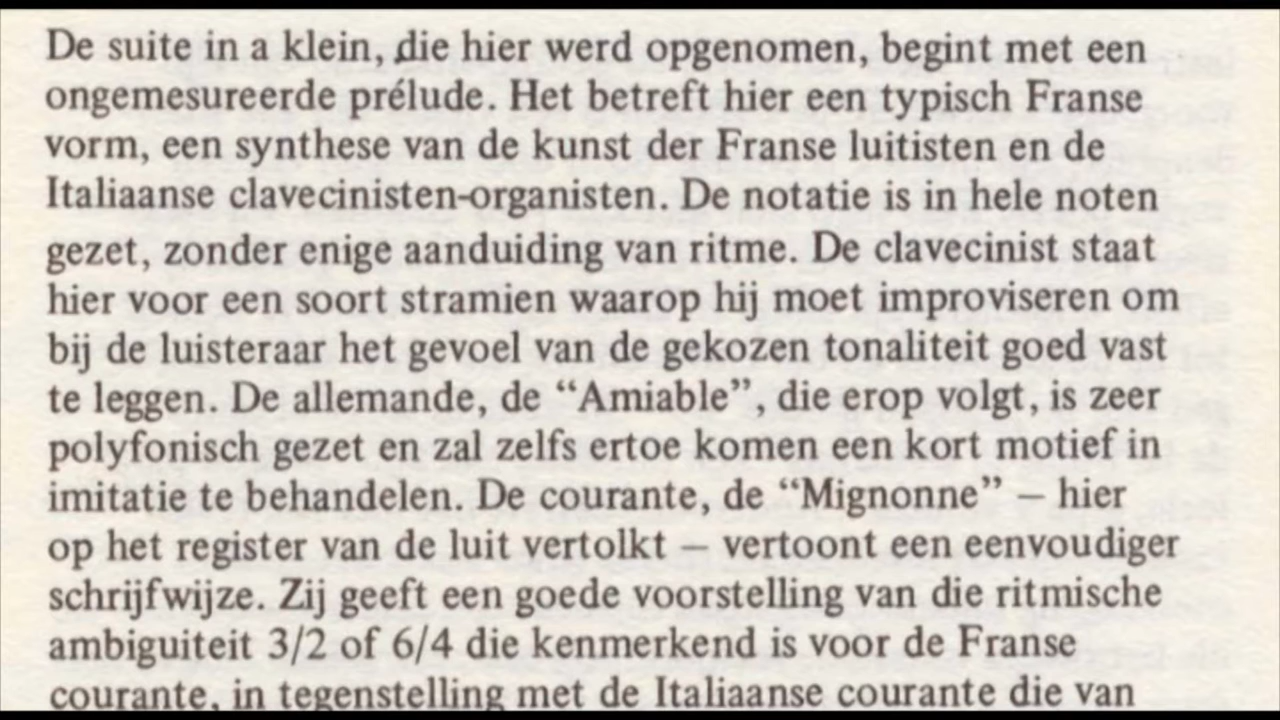 De suite in a klein, die hier werd opgenomen, begint met een
ongemesureerde prélude. Het betreft hier een typisch Franse
vorm, een synthese van de kunst der Franse luitisten en de
Italiaanse clavecinisten-organisten. De notatie is in hele noten
gezet, zonder enige aanduiding van ritme. De clavecinist staat
hier voor een soort stramien waarop hij moet improviseren om
bij de luisteraar het gevoel van de gekozen tonaliteit goed vast
te leggen. De allemande, de “Amiable”, die erop volgt, is zeer
polyfonisch gezet en zal zelfs ertoe komen een kort motief in
imitatie te behandelen. De courante, de “Mignonne” — hier
op het register van de luit vertolkt — vertoont een eenvoudiger
schrijfwijze. Zij geeft een goede voorstelling van die ritmische
ambiguiteit 3/2 of 6/4 die kenmerkend is voor de Franse
courante, in tegenstelling met de Italiaanse courante die van